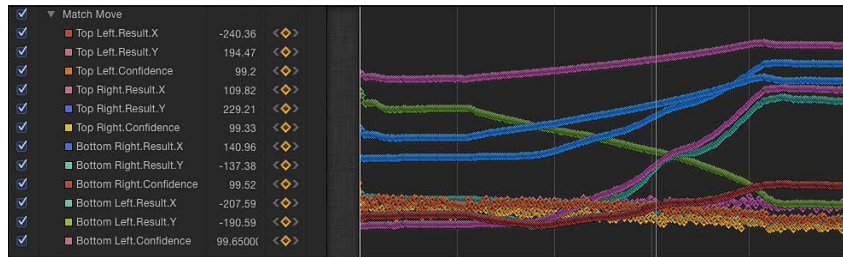 Match Move
Top Left.Result.X -240.36
Top Left.Result.Y 194.47
Top Left.Confidence 99.2
Top Right.Result.X 109.82
Top Right.Result.Y 229.21
Top Right.Confidence 99.33
Bottom Right.Result.X 140.96
Bottom Right.Result.Y -137.38
Bottom Right.Confidence 99.52
Bottom Left.Result.X -207.59
Bottom Left.Result.Y -190.59
Bottom Left.Confidence 99.6500(